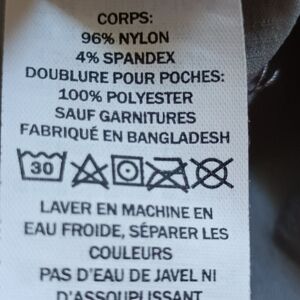 CORPS:
96% NYLON
4% SPANDEX
DOUBLURE POUR POCHES:
100% POLYESTER
SAUF GARNITURES
FABRIQUÉ EN BANGLADESH
30
LAVER EN MACHINE EN
EAU FROIDE, SÉPARER LES
COULEURS
PAS D'EAU DE JAVEL NI
D'ASSOUPLISSANT